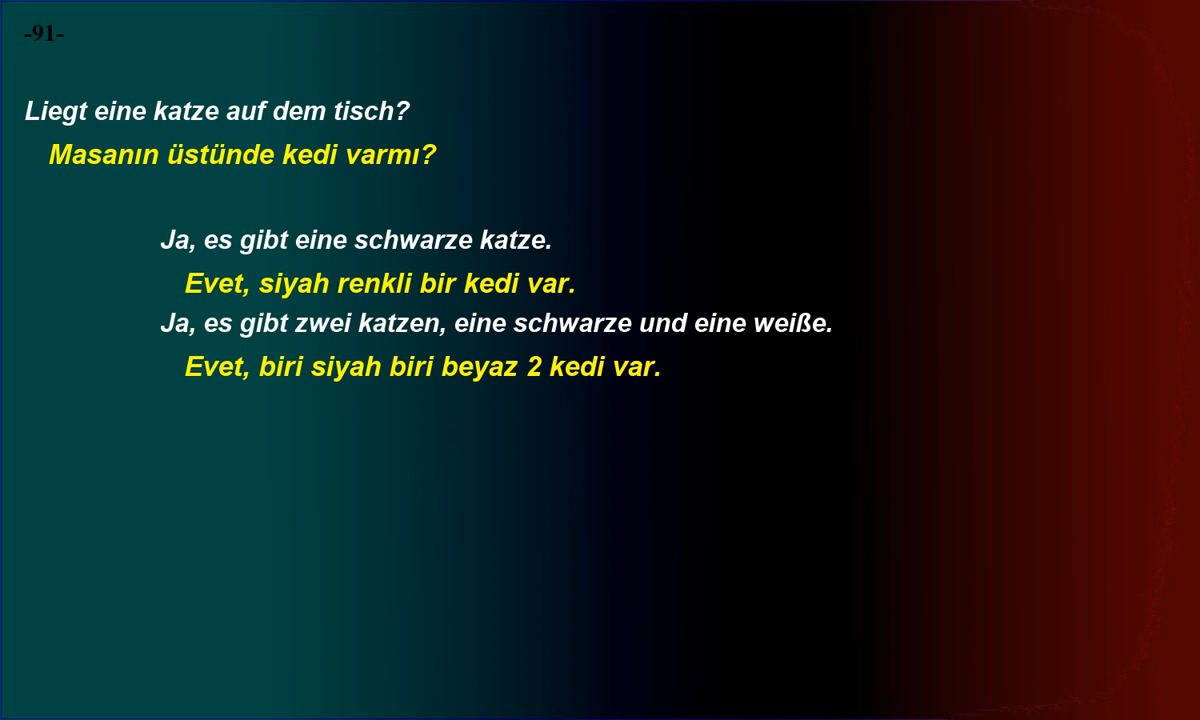 -91-
Liegt eine katze auf dem tisch?
Masanın üstünde kedi varmı?
Ja, es gibt eine schwarze katze.
Evet, siyah renkli bir kedi var.
Ja, es gibt zwei katzen, eine schwarze und eine weiße.
Evet, biri siyah biri beyaz 2 kedi var.